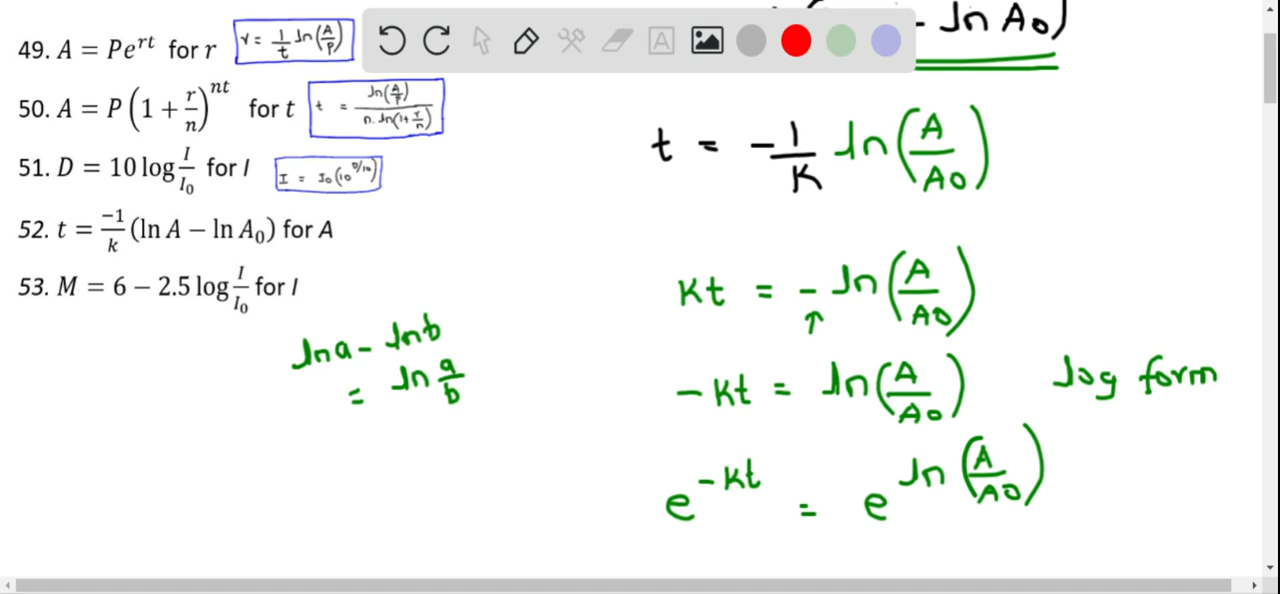 - ln A0)
49. A = Pe^{rt} for r   r = 1/t ln(A/P)
50. A = P(1 + r/n)^{nt} for t   t = ln(A/P) / n.ln(1+r/n)
51. D = 10 log I/I₀ for I   I = I₀(10^{D/10})
52. t = -1/k (ln A − ln A₀) for A
53. M = 6 − 2.5 log I/I₀ for I
ln a - ln b
= ln a/b
t = -1/K ln(A/A0)
Kt = - ln(A/A0)
↑
-Kt = ln(A/A0)   log form
e^{-Kt} = e^{ln(A/A0)}